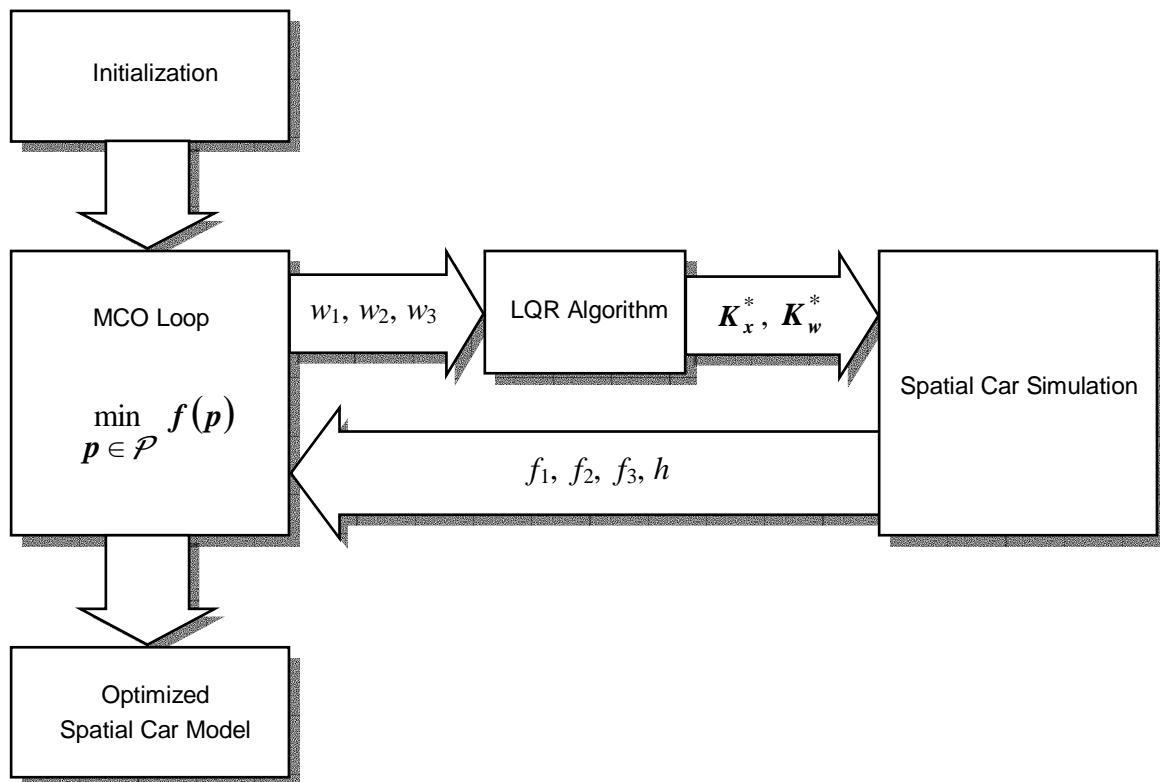 Initialization
MCO Loop
min f(p)
p ∈ 𝒫
w₁, w₂, w₃
LQR Algorithm
K*ₓ, K*_w
Spatial Car Simulation
f₁, f₂, f₃, h
Optimized
Spatial Car Model